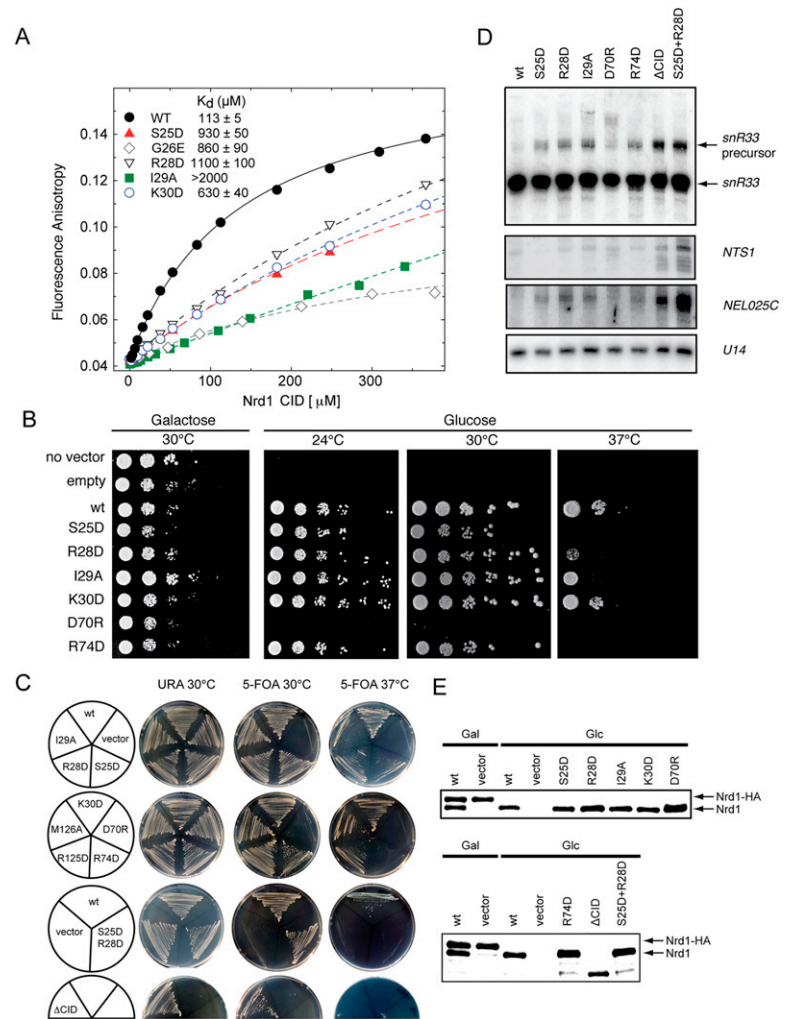 A
K_d (µM)
WT 113 ± 5
S25D 930 ± 50
G26E 860 ± 90
R28D 1100 ± 100
I29A >2000
K30D 630 ± 40
Fluorescence Anisotropy
0.14
0.12
0.10
0.08
0.06
0.04
0 100 200 300
Nrd1 CID [ µM]
D
wt S25D R28D I29A D70R R74D ΔCID S25D+R28D
snR33
precursor
snR33
NTS1
NEL025C
U14
B
Galactose Glucose
30°C 24°C 30°C 37°C
no vector
empty
wt
S25D
R28D
I29A
K30D
D70R
R74D
C
URA 30°C 5-FOA 30°C 5-FOA 37°C
wt
I29A vector
R28D S25D
K30D
M126A D70R
R125D R74D
wt
vector S25D
R28D
ΔCID
E
Gal Glc
wt vector wt vector S25D R28D I29A K30D D70R
Nrd1-HA
Nrd1
Gal Glc
wt vector wt vector R74D ΔCID S25D+R28D
Nrd1-HA
Nrd1